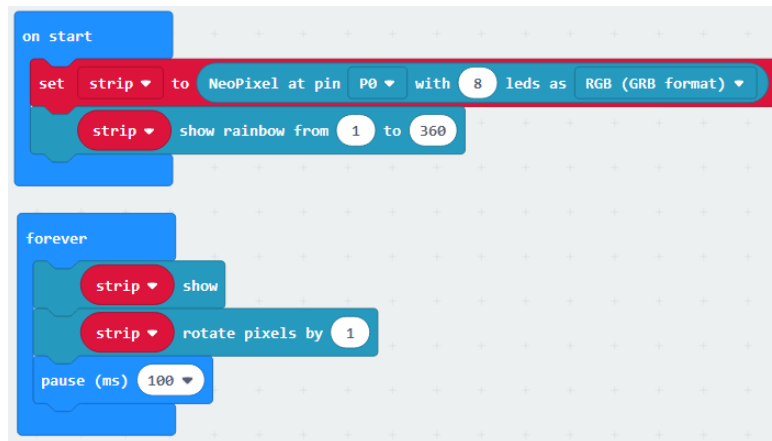 on start
set strip to NeoPixel at pin P0 with 8 leds as RGB (GRB format)
strip show rainbow from 1 to 360
forever
strip show
strip rotate pixels by 1
pause (ms) 100